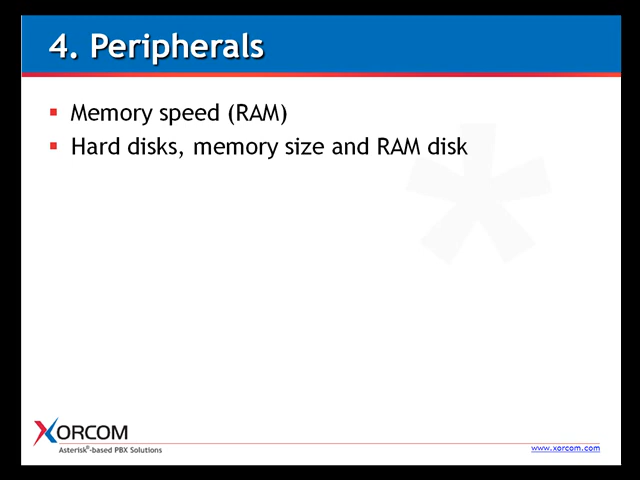 4. Peripherals
▪ Memory speed (RAM)
▪ Hard disks, memory size and RAM disk
XORCOM
Asterisk®-based PBX Solutions
www.xorcom.com